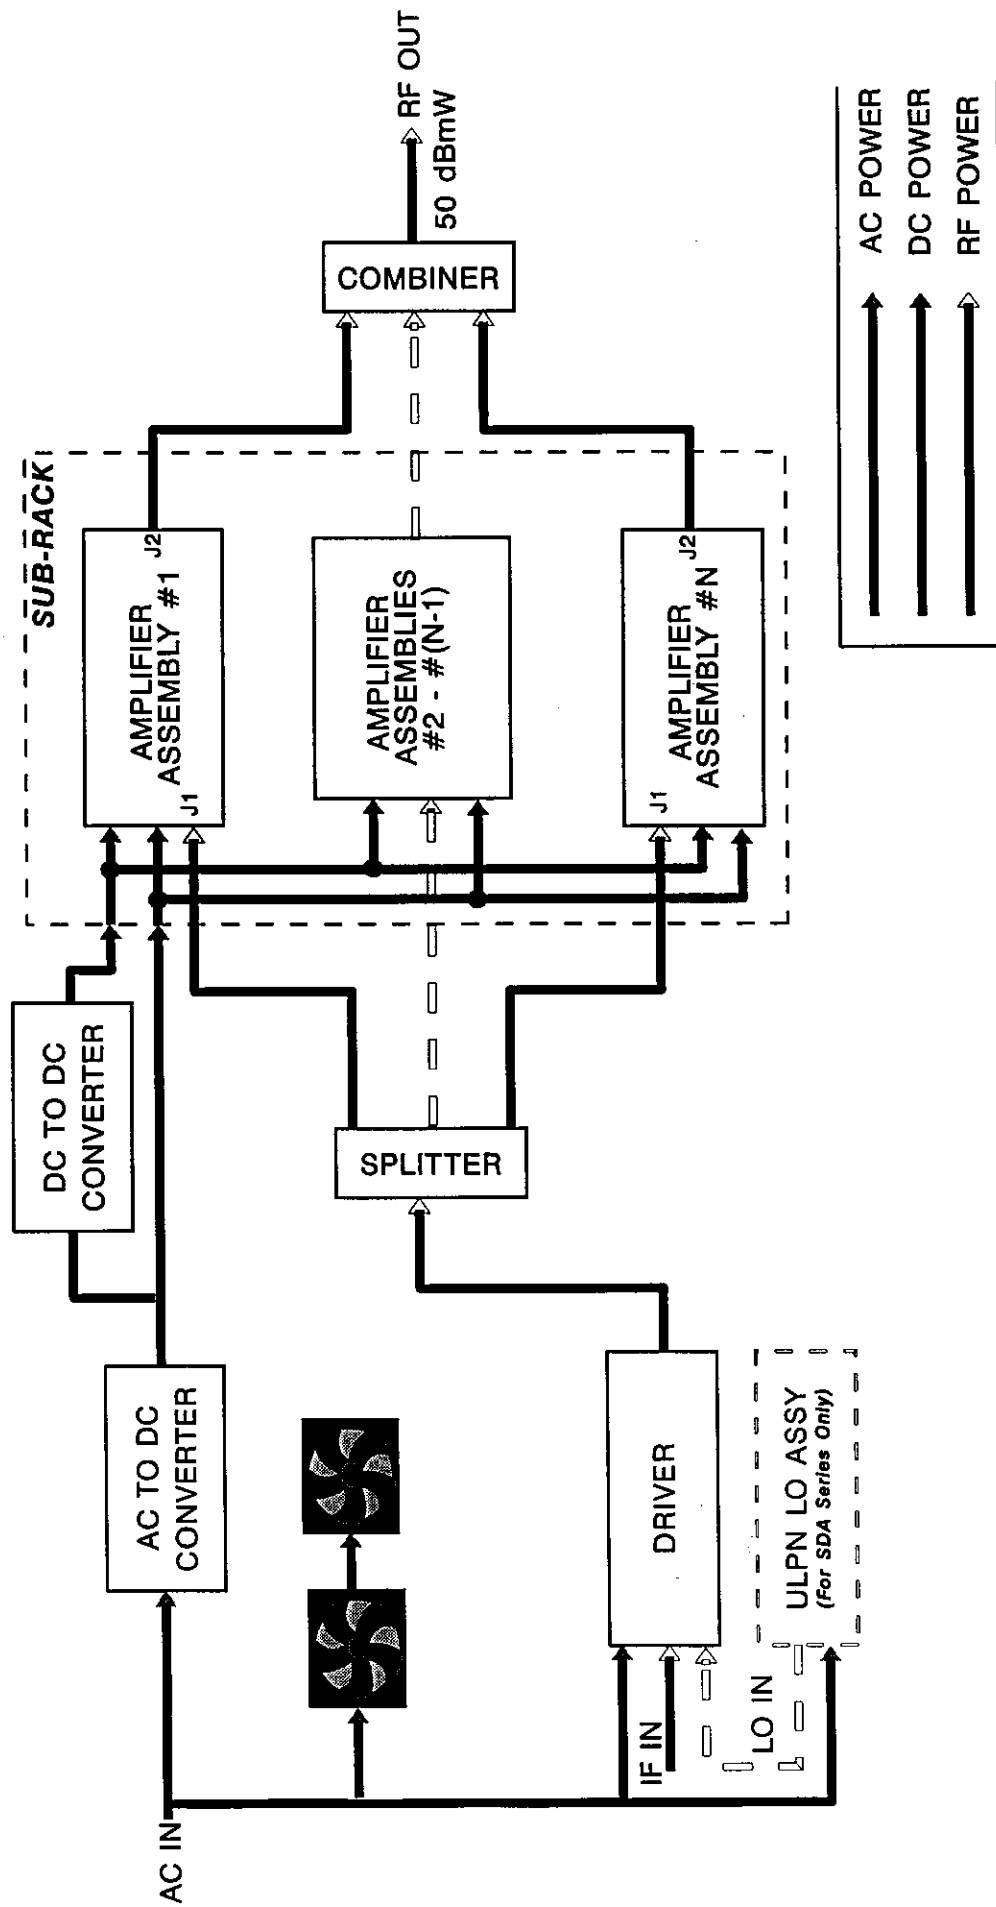 AC IN
AC TO DC
CONVERTER
DC TO DC
CONVERTER
SUB-RACK
AMPLIFIER
ASSEMBLY #1
J1
J2
AMPLIFIER
ASSEMBLIES
#2 - #(N-1)
AMPLIFIER
ASSEMBLY #N
J1
J2
COMBINER
RF OUT
50 dBmW
SPLITTER
DRIVER
IF IN
LO IN
ULPN LO ASSY
(For SDA Series Only)
AC POWER
DC POWER
RF POWER